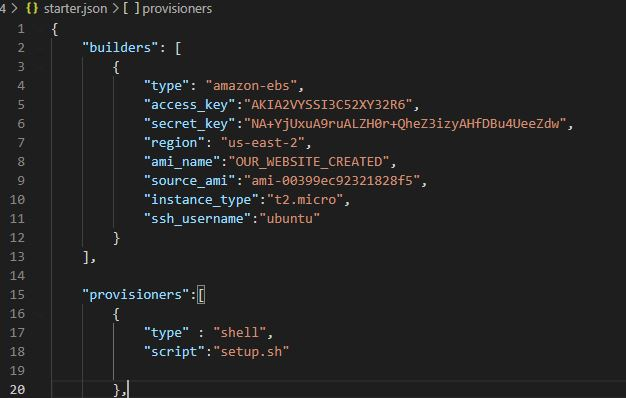 4 > {} starter.json > [ ] provisioners
1 {
2 "builders": [
3 {
4 "type": "amazon-ebs",
5 "access_key":"AKIA2VYSSI3C52XY32R6",
6 "secret_key":"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",
7 "region": "us-east-2",
8 "ami_name":"OUR_WEBSITE_CREATED",
9 "source_ami":"ami-00399ec92321828f5",
10 "instance_type":"t2.micro",
11 "ssh_username":"ubuntu"
12 }
13 ],
14
15 "provisioners":[
16 {
17 "type" : "shell",
18 "script":"setup.sh"
19
20 },